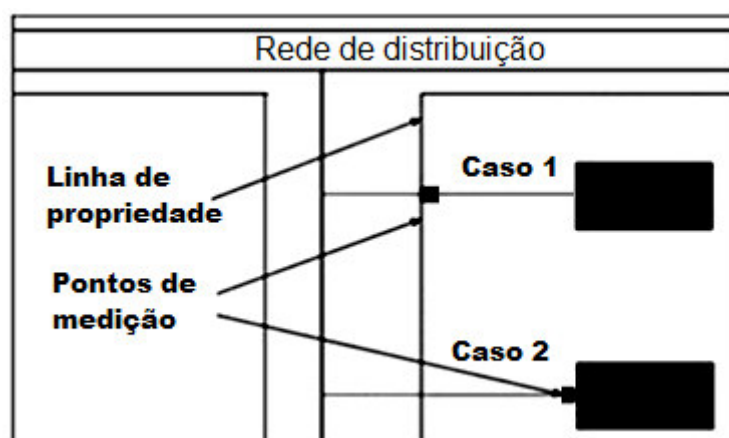 Rede de distribuição
Caso 1
Linha de
propriedade
Pontos de
medição
Caso 2